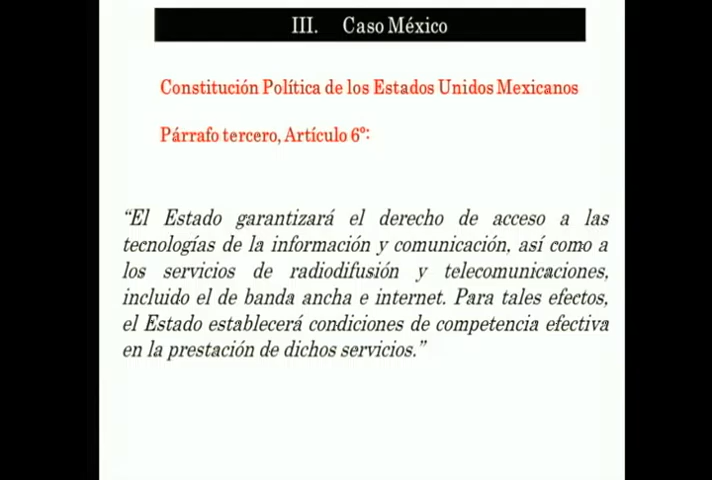 III. Caso México
Constitución Política de los Estados Unidos Mexicanos
Párrafo tercero, Artículo 6º:
“El Estado garantizará el derecho de acceso a las
tecnologías de la información y comunicación, así como a
los servicios de radiodifusión y telecomunicaciones,
incluido el de banda ancha e internet. Para tales efectos,
el Estado establecerá condiciones de competencia efectiva
en la prestación de dichos servicios.”